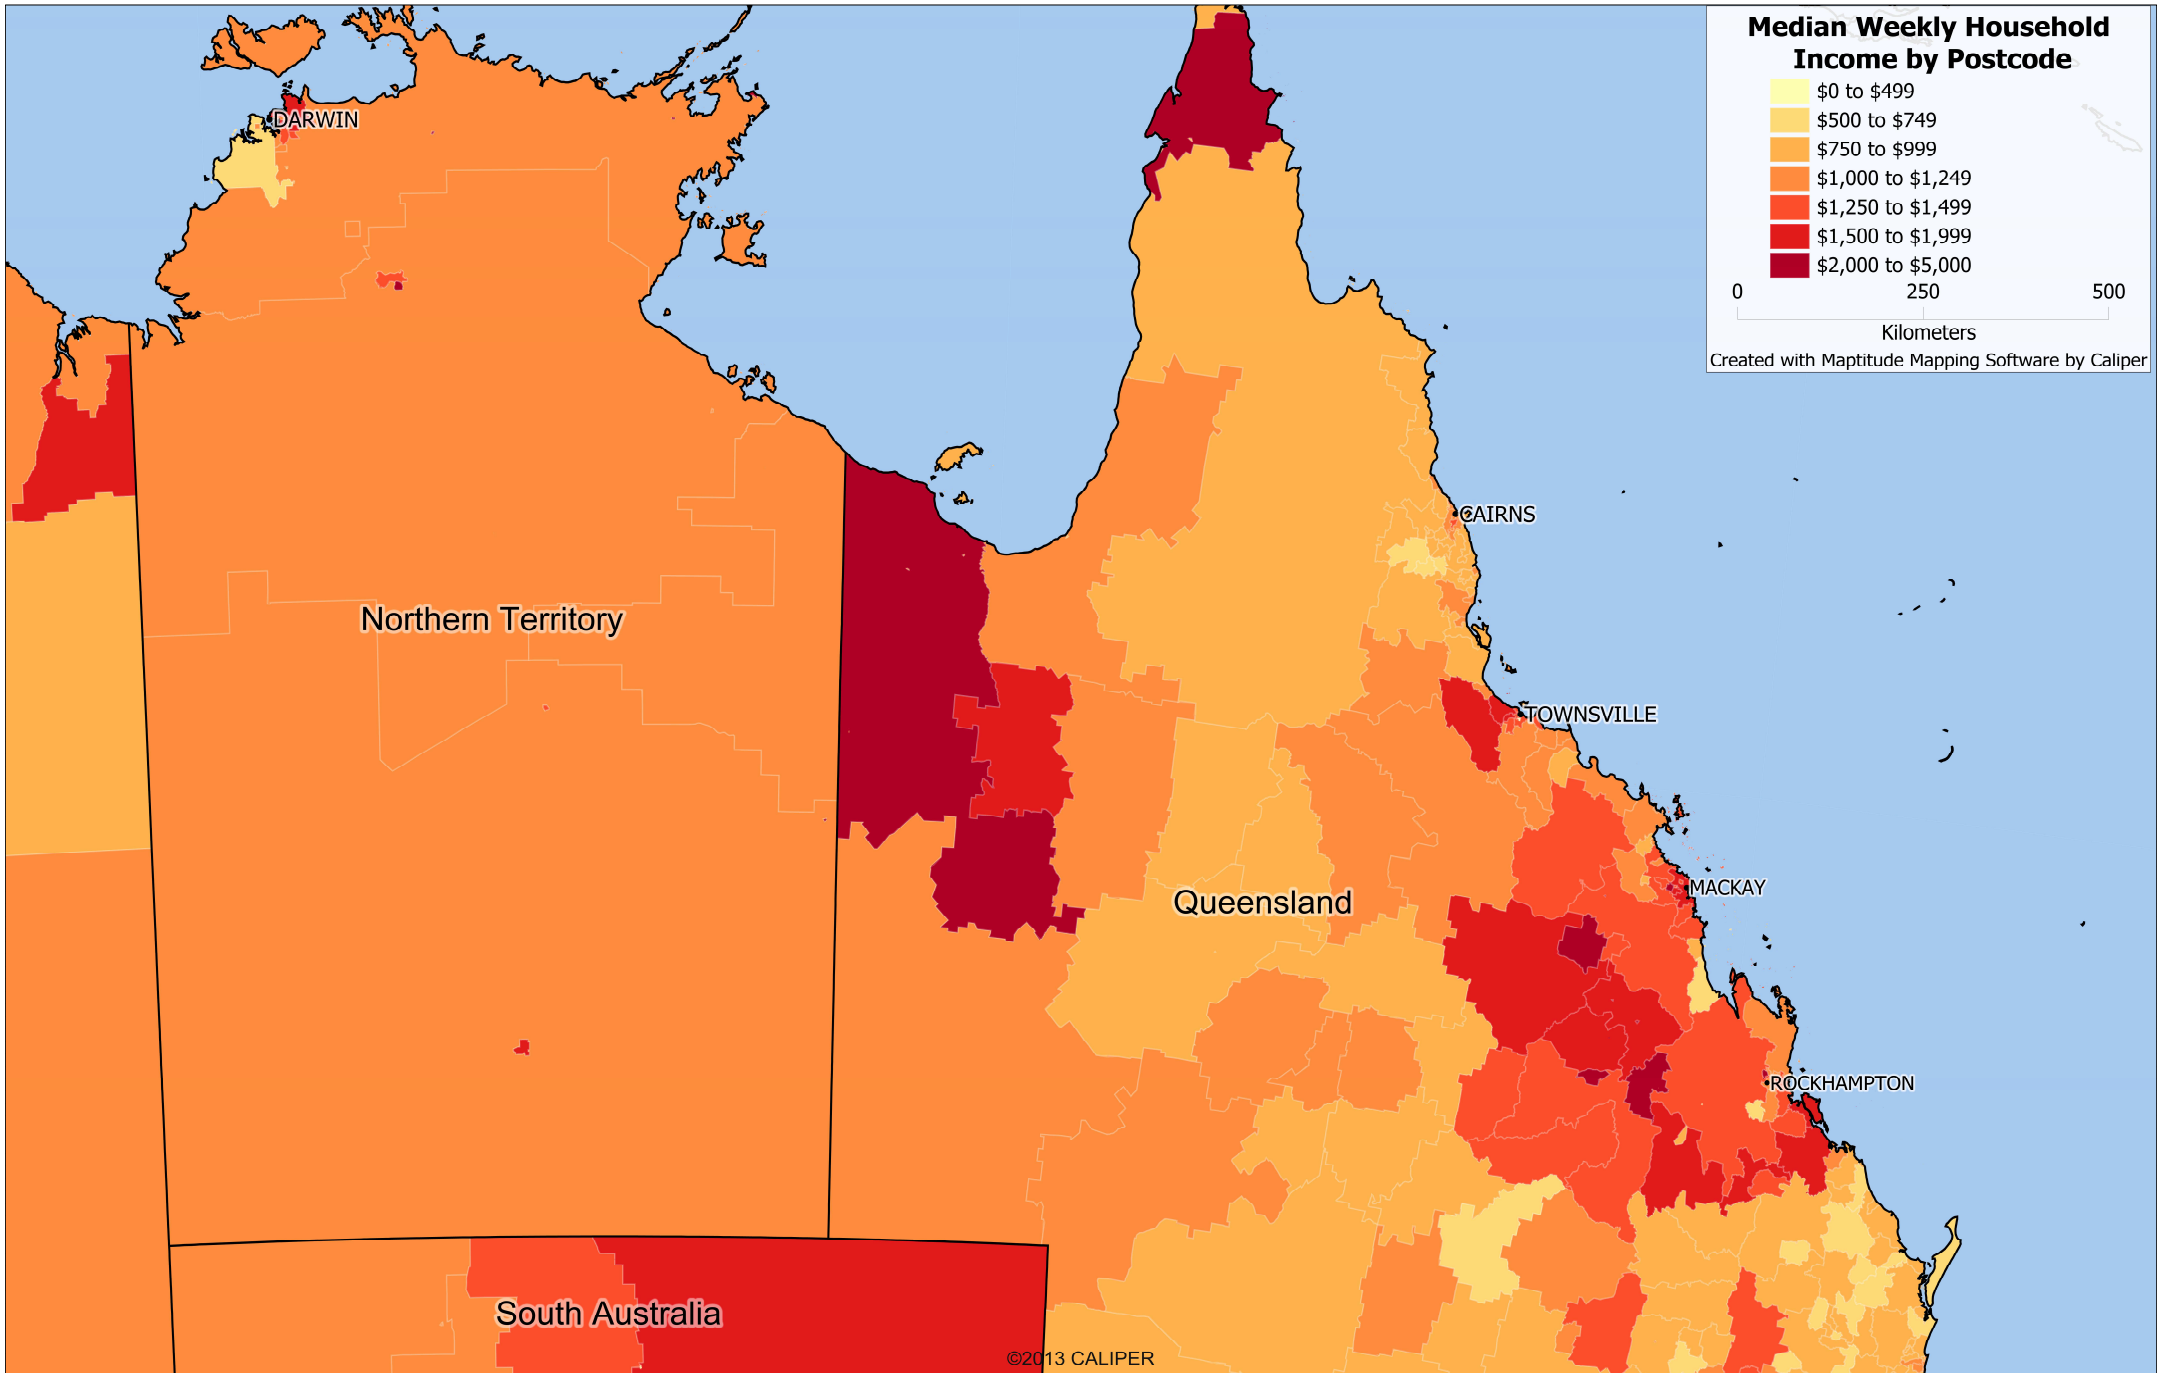 Median Weekly Household
Income by Postcode
$0 to $499
$500 to $749
$750 to $999
$1,000 to $1,249
$1,250 to $1,499
$1,500 to $1,999
$2,000 to $5,000
0 250 500
Kilometers
Created with Maptitude Mapping Software by Caliper
DARWIN
CAIRNS
Northern Territory
TOWNSVILLE
MACKAY
Queensland
ROCKHAMPTON
South Australia
©2013 CALIPER